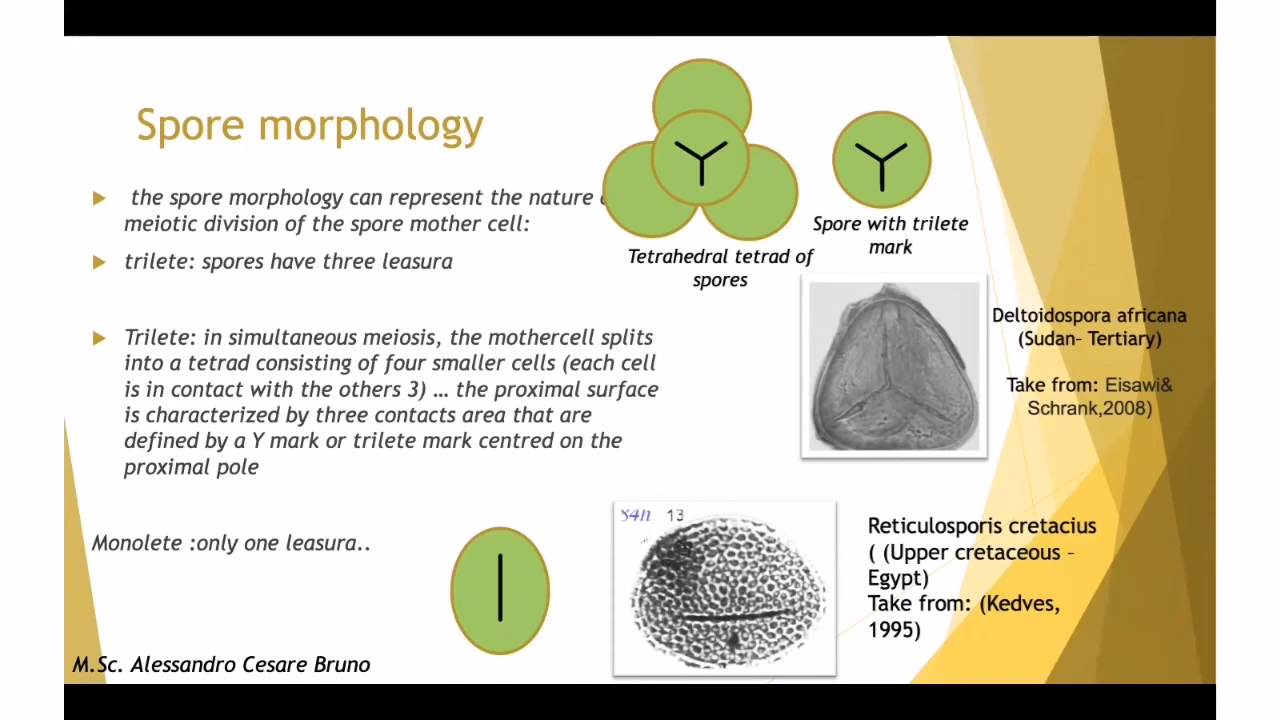 Spore morphology
the spore morphology can represent the nature
meiotic division of the spore mother cell:
trilete: spores have three leasura
Trilete: in simultaneous meiosis, the mothercell splits
into a tetrad consisting of four smaller cells (each cell
is in contact with the others 3) … the proximal surface
is characterized by three contacts area that are
defined by a Y mark or trilete mark centred on the
proximal pole
Monolete :only one leasura..
M.Sc. Alessandro Cesare Bruno
Tetrahedral tetrad of
spores
Spore with trilete
mark
Deltoidospora africana
(Sudan– Tertiary)
Take from: Eisawi&
Schrank,2008)
S4n 13
Reticulosporis cretacius
( (Upper cretaceous –
Egypt)
Take from: (Kedves,
1995)